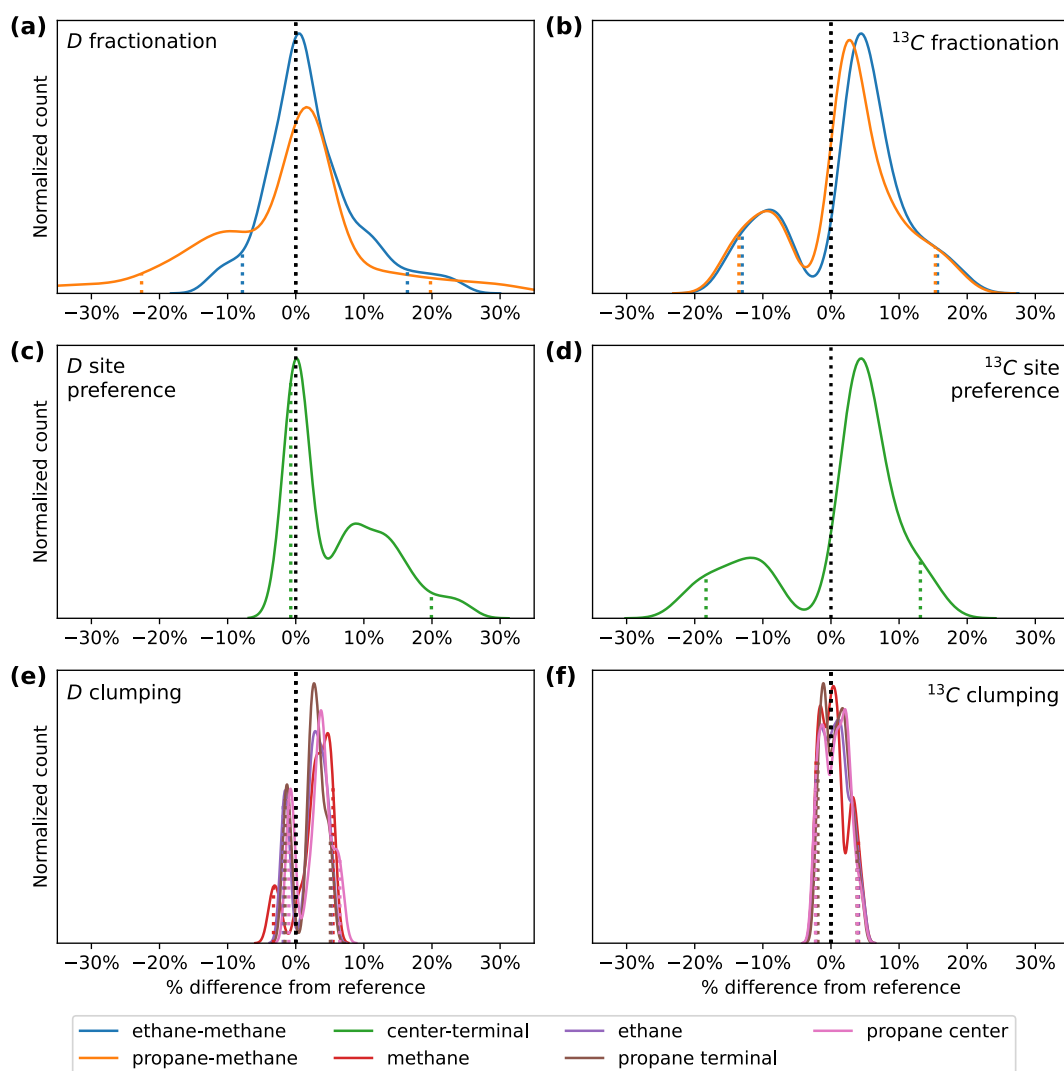 (a)
D fractionation
Normalized count
−30% −20% −10% 0% 10% 20% 30%
(b)
13C fractionation
−30% −20% −10% 0% 10% 20% 30%
(c)
D site
preference
Normalized count
−30% −20% −10% 0% 10% 20% 30%
(d)
13C site
preference
−30% −20% −10% 0% 10% 20% 30%
(e)
D clumping
Normalized count
−30% −20% −10% 0% 10% 20% 30%
% difference from reference
(f)
13C clumping
−30% −20% −10% 0% 10% 20% 30%
% difference from reference
ethane-methane center-terminal ethane propane center
propane-methane methane propane terminal